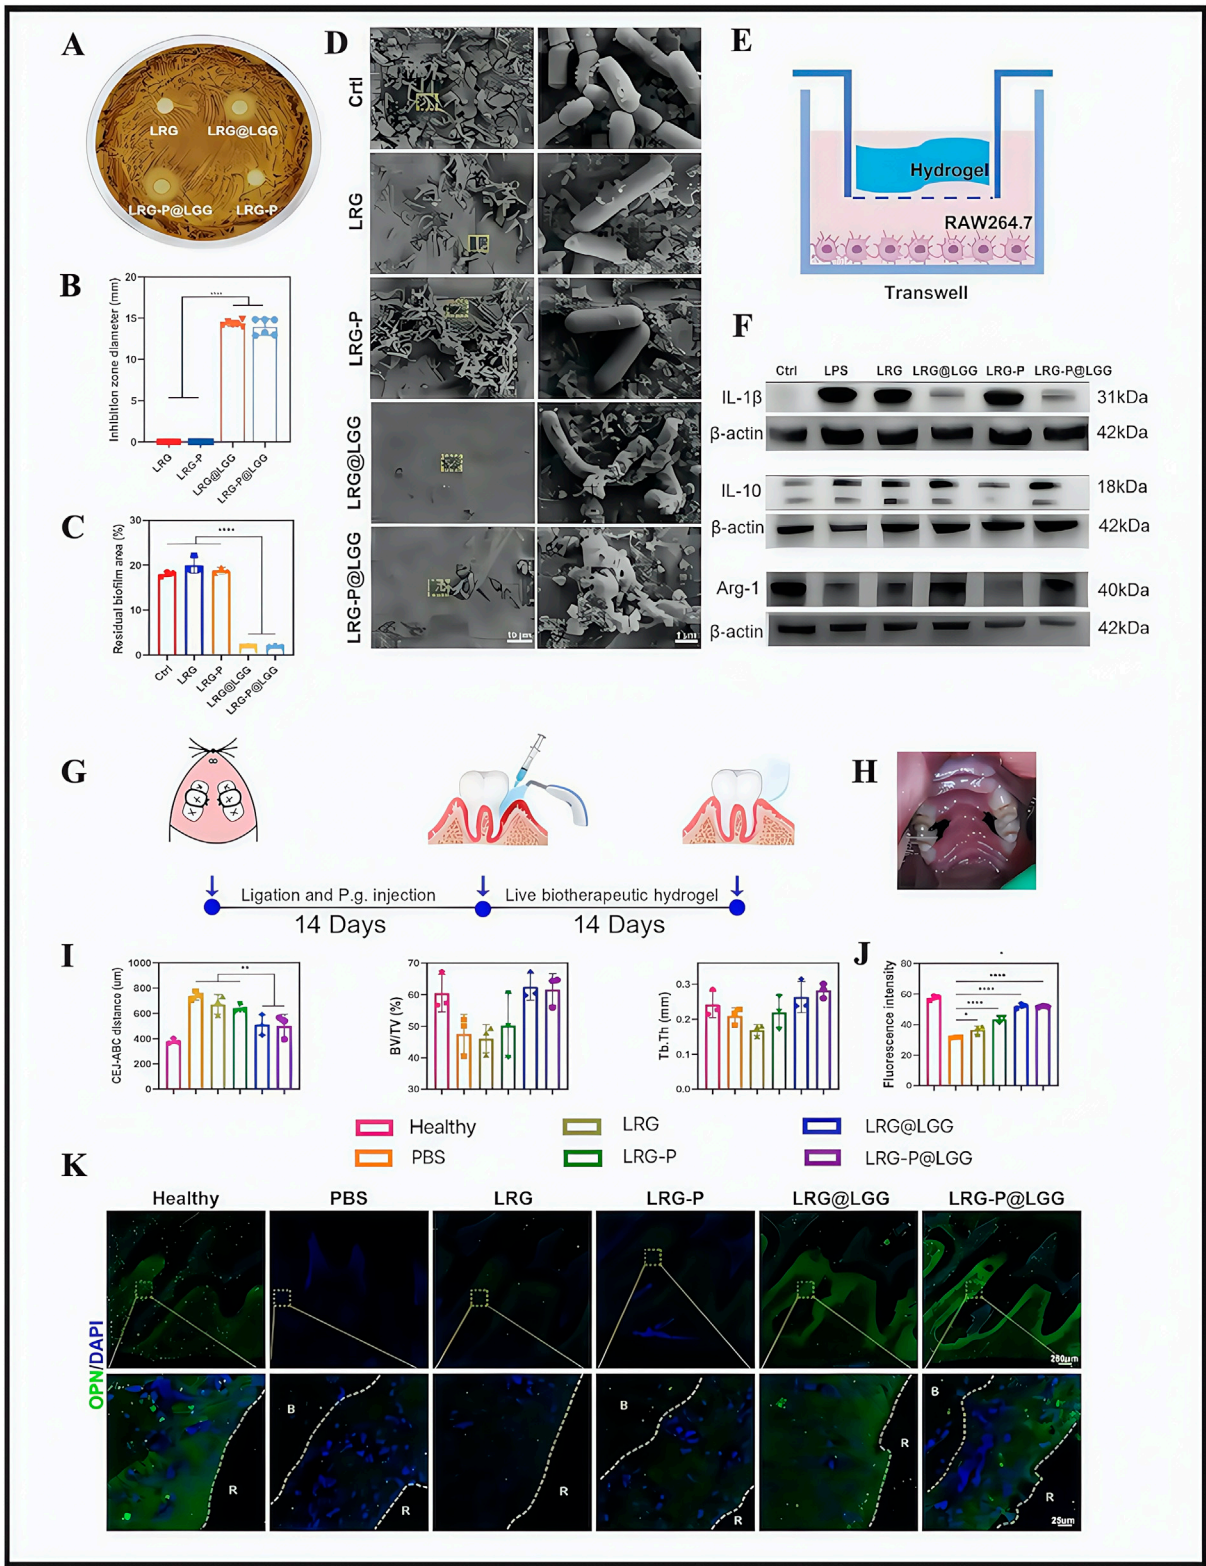 A
LRG
LRG@LGG
LRG-P@LGG
LRG-P
B
Inhibition zone diameter (mm)
20
15
10
5
0
****
LRG
LRG-P
LRG@LGG
LRG-P@LGG
C
Residual biofilm area (%)
30
20
10
0
****
Ctrl
LRG
LRG-P
LRG@LGG
LRG-P@LGG
D
Crtl
LRG
LRG-P
LRG@LGG
LRG-P@LGG
10 μm
1 μm
E
Hydrogel
RAW264.7
Transwell
F
Ctrl LPS LRG LRG@LGG LRG-P LRG-P@LGG
IL-1β 31kDa
β-actin 42kDa
IL-10 18kDa
β-actin 42kDa
Arg-1 40kDa
β-actin 42kDa
G
Ligation and P.g. injection
14 Days
Live biotherapeutic hydrogel
14 Days
H
I
CEJ-ABC distance (um)
1000
800
600
400
200
0
**
BV/TV (%)
70
60
50
40
30
Tb.Th (mm)
0.3
0.2
0.1
0.0
J
Fluorescence intensity
80
60
40
20
0
*
****
****
****
*
Healthy
LRG
LRG@LGG
PBS
LRG-P
LRG-P@LGG
K
Healthy PBS LRG LRG-P LRG@LGG LRG-P@LGG
OPN/DAPI
250μm
R
B
R
R
B
R
R
B
R
25μm